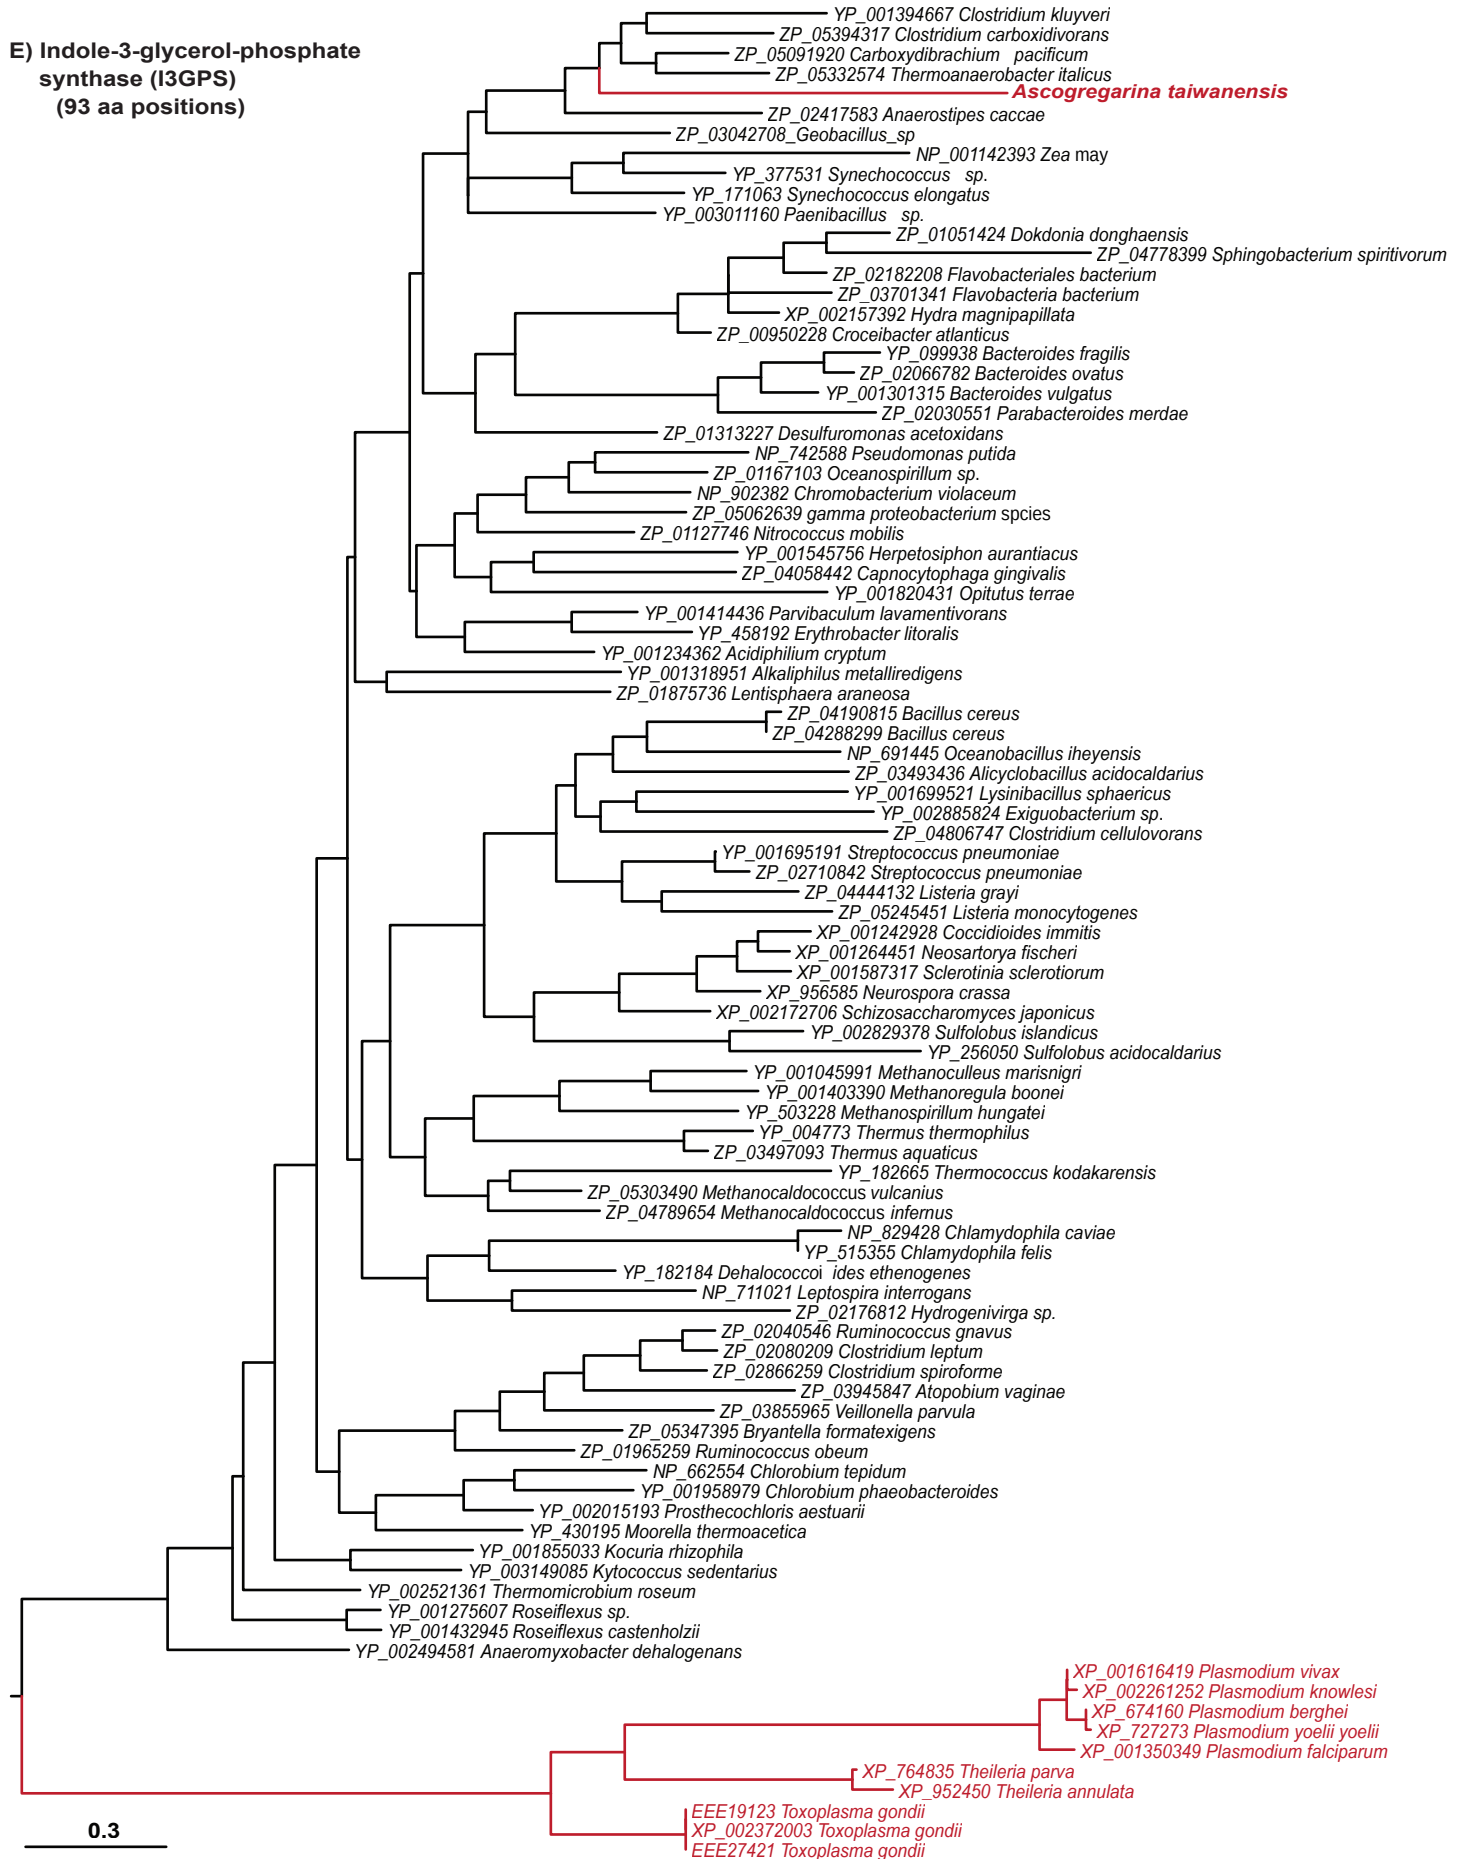 YP_001394667 Clostridium kluyveri
ZP_05394317 Clostridium carboxidivorans
E) Indole-3-glycerol-phosphate
synthase (I3GPS)
(93 aa positions)
ZP_05091920 Carboxydibrachium pacificum
ZP_05332574 Thermoanaerobacter italicus
Ascogregarina taiwanensis
ZP_02417583 Anaerostipes caccae
ZP_03042708_Geobacillus_sp
NP_001142393 Zea may
YP_377531 Synechococcus sp.
YP_171063 Synechococcus elongatus
YP_003011160 Paenibacillus sp.
ZP_01051424 Dokdonia donghaensis
ZP_04778399 Sphingobacterium spiritivorum
ZP_02182208 Flavobacteriales bacterium
ZP_03701341 Flavobacteria bacterium
XP_002157392 Hydra magnipapillata
ZP_00950228 Croceibacter atlanticus
YP_099938 Bacteroides fragilis
ZP_02066782 Bacteroides ovatus
YP_001301315 Bacteroides vulgatus
ZP_02030551 Parabacteroides merdae
ZP_01313227 Desulfuromonas acetoxidans
NP_742588 Pseudomonas putida
ZP_01167103 Oceanospirillum sp.
NP_902382 Chromobacterium violaceum
ZP_05062639 gamma proteobacterium spcies
ZP_01127746 Nitrococcus mobilis
YP_001545756 Herpetosiphon aurantiacus
ZP_04058442 Capnocytophaga gingivalis
YP_001820431 Opitutus terrae
YP_001414436 Parvibaculum lavamentivorans
YP_458192 Erythrobacter litoralis
YP_001234362 Acidiphilium cryptum
YP_001318951 Alkaliphilus metalliredigens
ZP_01875736 Lentisphaera araneosa
ZP_04190815 Bacillus cereus
ZP_04288299 Bacillus cereus
NP_691445 Oceanobacillus iheyensis
ZP_03493436 Alicyclobacillus acidocaldarius
YP_001699521 Lysinibacillus sphaericus
YP_002885824 Exiguobacterium sp.
ZP_04806747 Clostridium cellulovorans
YP_001695191 Streptococcus pneumoniae
ZP_02710842 Streptococcus pneumoniae
ZP_04444132 Listeria grayi
ZP_05245451 Listeria monocytogenes
XP_001242928 Coccidioides immitis
XP_001264451 Neosartorya fischeri
XP_001587317 Sclerotinia sclerotiorum
XP_956585 Neurospora crassa
XP_002172706 Schizosaccharomyces japonicus
YP_002829378 Sulfolobus islandicus
YP_256050 Sulfolobus acidocaldarius
YP_001045991 Methanoculleus marisnigri
YP_001403390 Methanoregula boonei
YP_503228 Methanospirillum hungatei
YP_004773 Thermus thermophilus
ZP_03497093 Thermus aquaticus
YP_182665 Thermococcus kodakarensis
ZP_05303490 Methanocaldococcus vulcanius
ZP_04789654 Methanocaldococcus infernus
NP_829428 Chlamydophila caviae
YP_515355 Chlamydophila felis
YP_182184 Dehalococcoi ides ethenogenes
NP_711021 Leptospira interrogans
ZP_02176812 Hydrogenivirga sp.
ZP_02040546 Ruminococcus gnavus
ZP_02080209 Clostridium leptum
ZP_02866259 Clostridium spiroforme
ZP_03945847 Atopobium vaginae
ZP_03855965 Veillonella parvula
ZP_05347395 Bryantella formatexigens
ZP_01965259 Ruminococcus obeum
NP_662554 Chlorobium tepidum
YP_001958979 Chlorobium phaeobacteroides
YP_002015193 Prosthecochloris aestuarii
YP_430195 Moorella thermoacetica
YP_001855033 Kocuria rhizophila
YP_003149085 Kytococcus sedentarius
YP_002521361 Thermomicrobium roseum
YP_001275607 Roseiflexus sp.
YP_001432945 Roseiflexus castenholzii
YP_002494581 Anaeromyxobacter dehalogenans
XP_001616419 Plasmodium vivax
XP_002261252 Plasmodium knowlesi
XP_674160 Plasmodium berghei
XP_727273 Plasmodium yoelii yoelii
XP_001350349 Plasmodium falciparum
XP_764835 Theileria parva
XP_952450 Theileria annulata
EEE19123 Toxoplasma gondii
0.3
XP_002372003 Toxoplasma gondii
EEE27421 Toxoplasma gondii